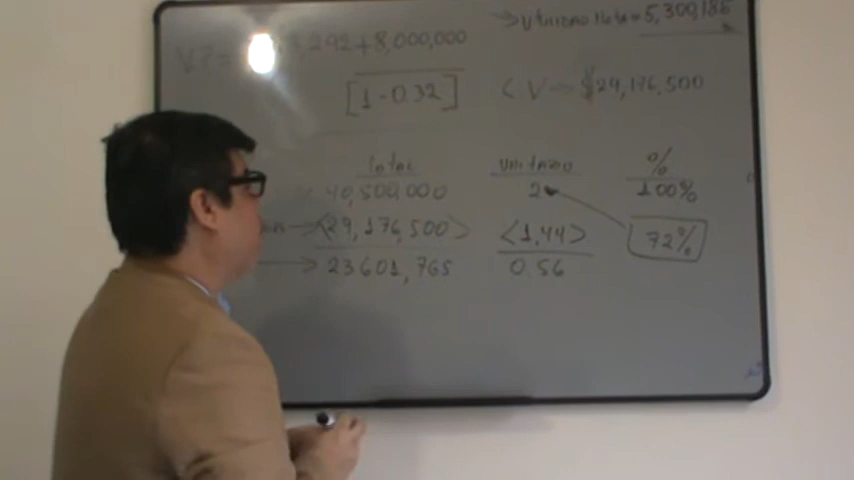 → Utilidad Neta = 5,309,186
V? = 292 + 8,000,000
[1 - 0.32]
CV → $29,176,500
Total Unitario %
40,500,000 2 100%
→ <29,176,500> <1,44> 72%
→ 23601,765 0.56